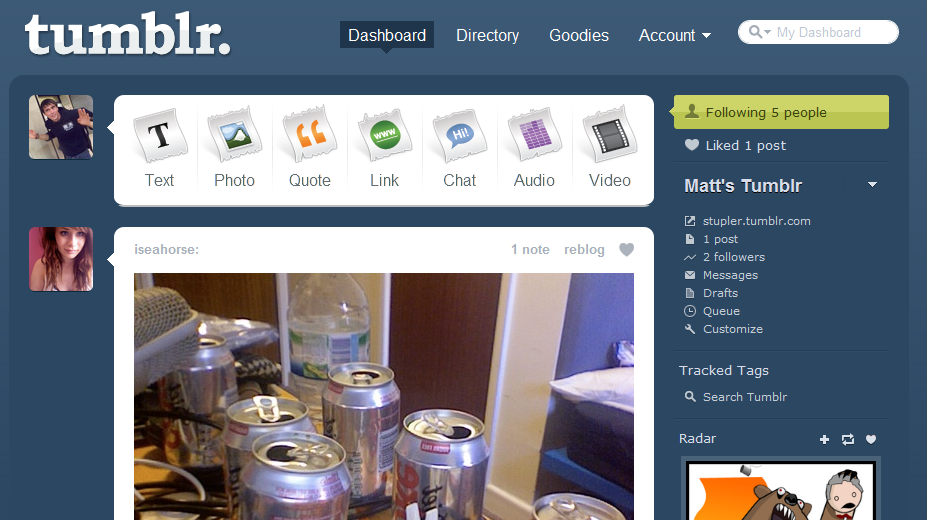 tumblr.
Dashboard
Directory
Goodies
Account
My Dashboard
Text
Photo
Quote
Link
Chat
Audio
Video
T
www
Hi!
Following 5 people
Liked 1 post
Matt's Tumblr
stupler.tumblr.com
1 post
2 followers
Messages
Drafts
Queue
Customize
Tracked Tags
Search Tumblr
Radar
iseahorse:
1 note
reblog